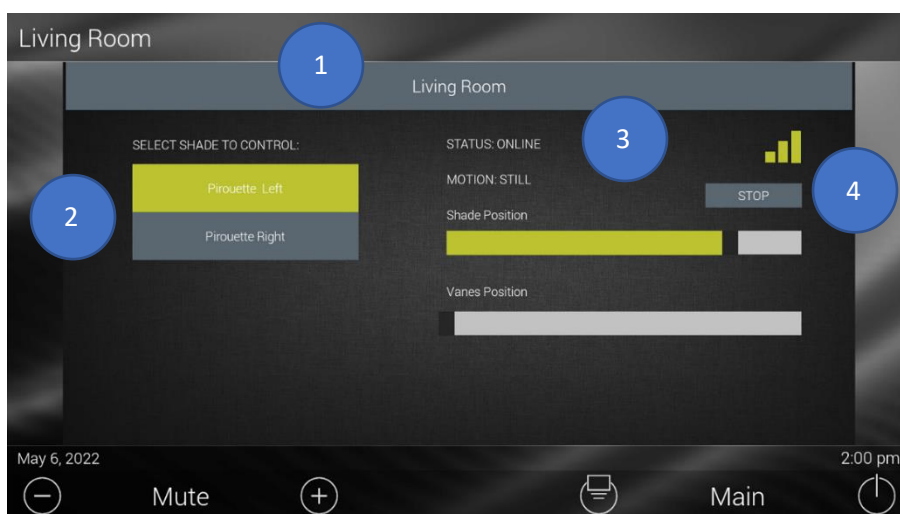 Living Room
1
Living Room
SELECT SHADE TO CONTROL:
Pirouette Left
Pirouette Right
2
STATUS: ONLINE
3
MOTION: STILL
STOP
4
Shade Position
Vanes Position
May 6, 2022
2:00 pm
Mute
Main